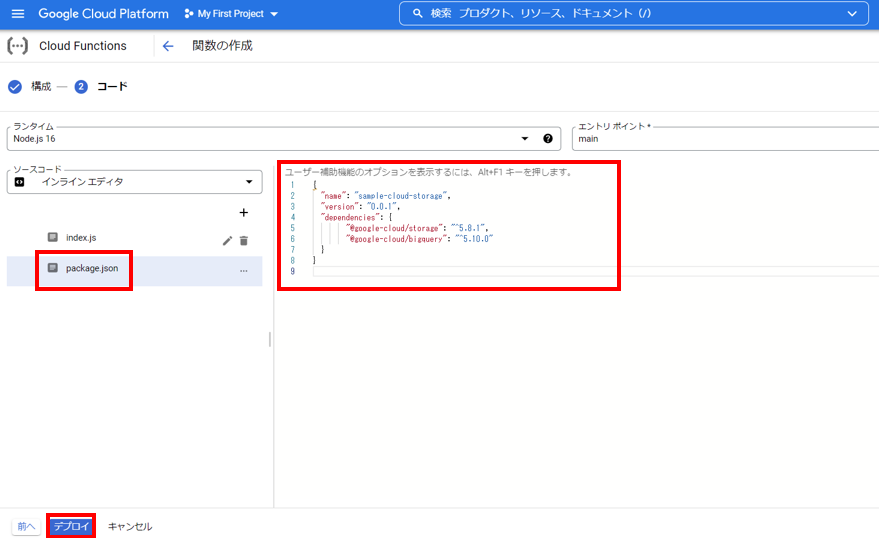 Google Cloud Platform My First Project 検索 プロダクト、リソース、ドキュメント (/)
Cloud Functions 関数の作成
構成 — 2 コード
ランタイム
Node.js 16
エントリ ポイント *
main
ソースコード
インライン エディタ
index.js
package.json
ユーザー補助機能のオプションを表示するには、Alt+F1 キーを押します。
1 {
2 "name": "sample-cloud-storage",
3 "version": "0.0.1",
4 "dependencies": {
5 "@google-cloud/storage": "^5.8.1",
6 "@google-cloud/bigquery": "^5.10.0"
7 }
8 }
9
前へ デプロイ キャンセル